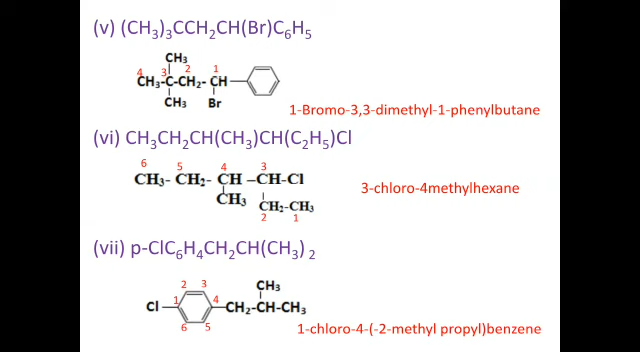 (v) (CH₃)₃CCH₂CH(Br)C₆H₅
CH₃
4 3 2 1
CH₃-C-CH₂- CH
CH₃ Br
1-Bromo-3,3-dimethyl-1-phenylbutane
(vi) CH₃CH₂CH(CH₃)CH(C₂H₅)Cl
6 5 4 3
CH₃- CH₂- CH –CH-Cl
CH₃ CH₂-CH₃
2 1
3-chloro-4methylhexane
(vii) p-ClC₆H₄CH₂CH(CH₃) ₂
CH₃
2 3
1 4
Cl CH₂-CH-CH₃
6 5
1-chloro-4-(-2-methyl propyl)benzene